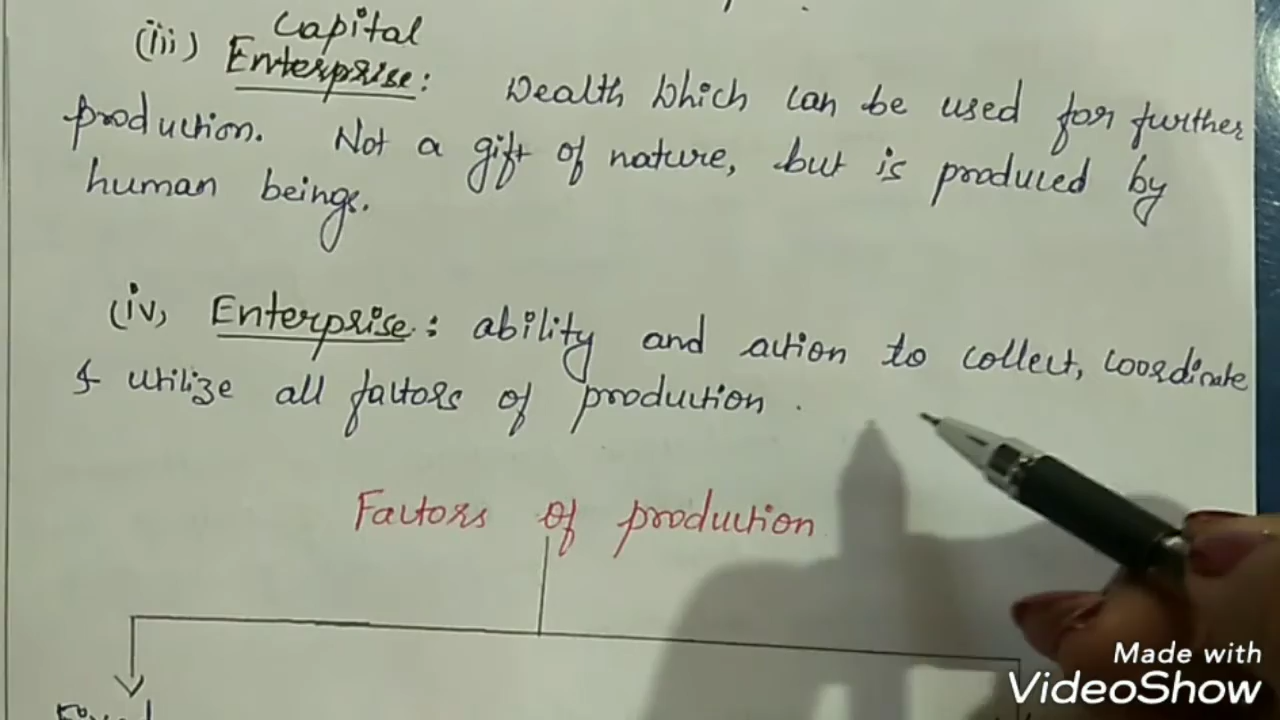 Capital
(iii) Enterprise: Wealth which can be used for further
production. Not a gift of nature, but is produced by
human beings.
(iv) Enterprise: ability and action to collect, coordinate
& utilize all factors of production.
Factors of production
Made with
VideoShow